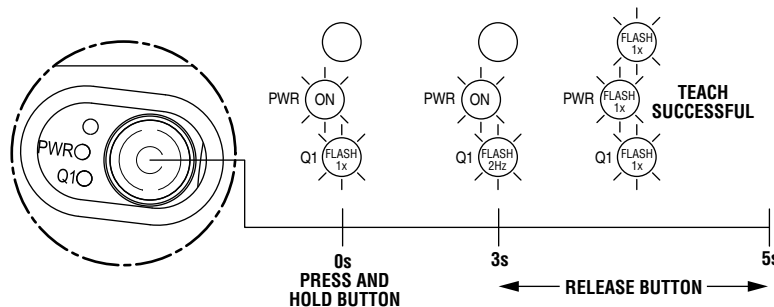 FLASH
1x
PWR ON PWR ON PWR FLASH
1x
TEACH
SUCCESSFUL
PWR
Q1
Q1 FLASH
1x
Q1 FLASH
2Hz
Q1 FLASH
1x
0s
3s
5s
PRESS AND
HOLD BUTTON
RELEASE BUTTON